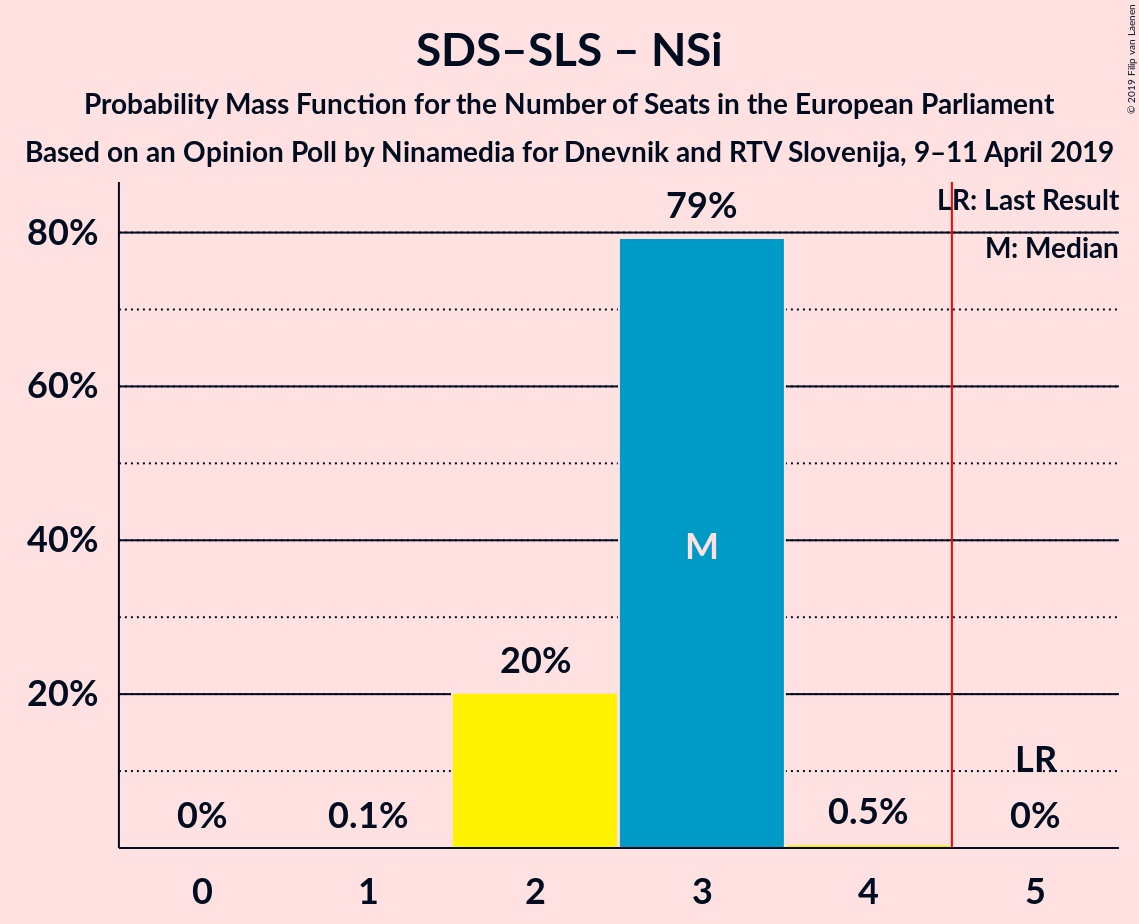 SDS–SLS – NSi
Probability Mass Function for the Number of Seats in the European Parliament
Based on an Opinion Poll by Ninamedia for Dnevnik and RTV Slovenija, 9–11 April 2019
© 2019 Filip van Laenen
LR: Last Result
M: Median
80%
60%
40%
20%
0%
0.1%
20%
79%
M
0.5%
LR
0%
0 1 2 3 4 5